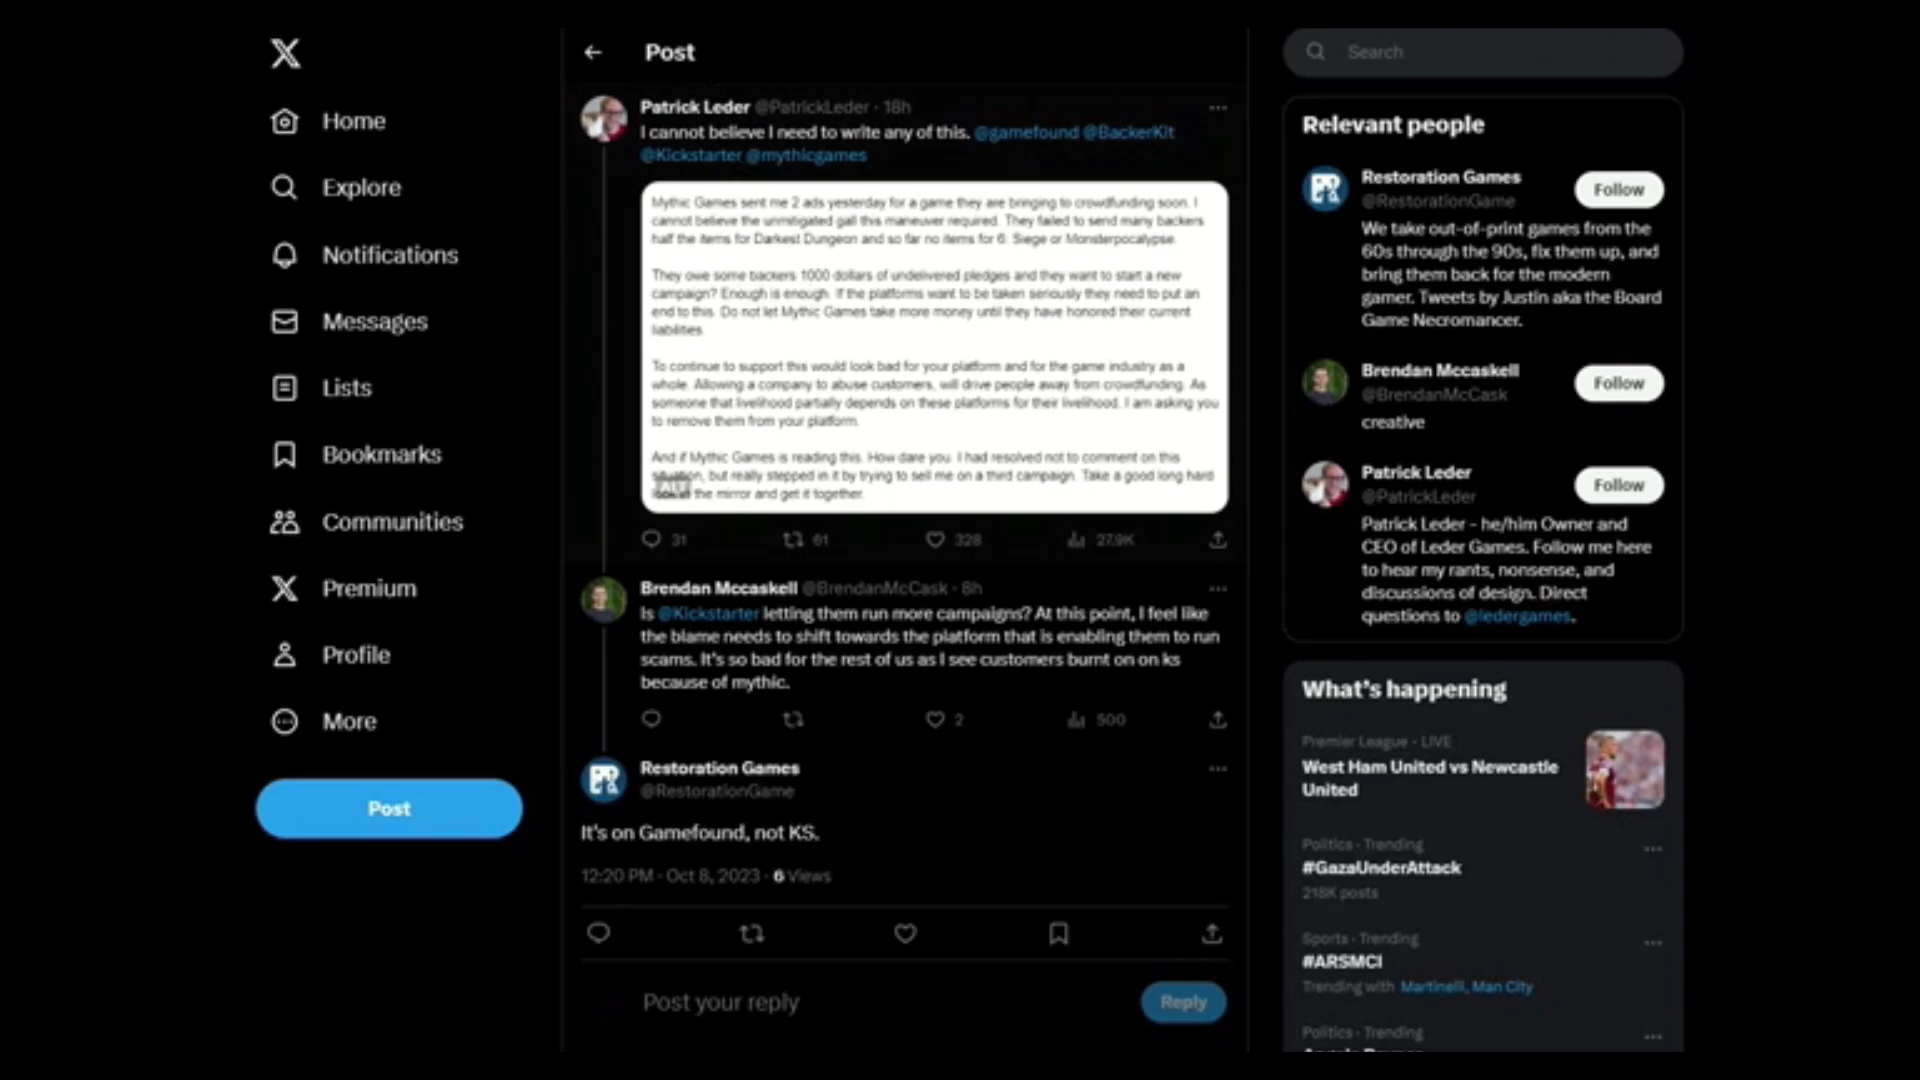 Home
Explore
Notifications
Messages
Lists
Bookmarks
Communities
Premium
Profile
More
Post
Post
Patrick Leder @PatrickLeder · 18h
I cannot believe I need to write any of this. @gamefound @BackerKit
@Kickstarter @mythicgames
Mythic Games sent me 2 ads yesterday for a game they are bringing to crowdfunding soon. I
cannot believe the unmitigated gall this maneuver required. They failed to send many backers
half the items for Darkest Dungeon and so far no items for 6: Siege or Monsterpocalypse.
They owe some backers 1000 dollars of undelivered pledges and they want to start a new
campaign? Enough is enough. If the platforms want to be taken seriously they need to put an
end to this. Do not let Mythic Games take more money until they have honored their current
liabilities.
To continue to support this would look bad for your platform and for the game industry as a
whole. Allowing a company to abuse customers, will drive people away from crowdfunding. As
someone that livelihood partially depends on these platforms for their livelihood. I am asking you
to remove them from your platform.
And if Mythic Games is reading this. How dare you. I had resolved not to comment on this
situation, but really stepped in it by trying to sell me on a third campaign. Take a good long hard
look in the mirror and get it together.
ALT
31 61 328 27.9K
Brendan Mccaskell @BrendanMcCask · 8h
Is @Kickstarter letting them run more campaigns? At this point, I feel like
the blame needs to shift towards the platform that is enabling them to run
scams. It's so bad for the rest of us as I see customers burnt on on ks
because of mythic.
2 500
Restoration Games
@RestorationGame
It's on Gamefound, not KS.
12:20 PM · Oct 8, 2023 · 6 Views
Post your reply
Reply
Search
Relevant people
Restoration Games
@RestorationGame
Follow
We take out-of-print games from the
60s through the 90s, fix them up, and
bring them back for the modern
gamer. Tweets by Justin aka the Board
Game Necromancer.
Brendan Mccaskell
@BrendanMcCask
Follow
creative
Patrick Leder
@PatrickLeder
Follow
Patrick Leder - he/him Owner and
CEO of Leder Games. Follow me here
to hear my rants, nonsense, and
discussions of design. Direct
questions to @ledergames.
What's happening
Premier League · LIVE
West Ham United vs Newcastle
United
Politics · Trending
#GazaUnderAttack
218K posts
Sports · Trending
#ARSMCI
Trending with Martinelli, Man City
Politics · Trending